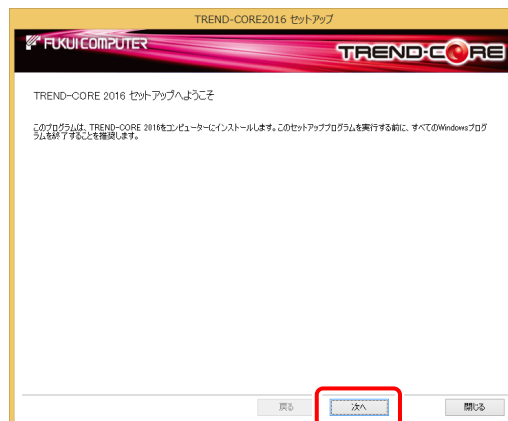 TREND-CORE2016 セットアップ
FUKUI COMPUTER
TREND-CORE
TREND-CORE 2016 セットアップへようこそ
このプログラムは、TREND-CORE 2016をコンピューターにインストールします。このセットアッププログラムを実行する前に、すべてのWindowsプログ
ラムを終了することを推奨します。
戻る
次へ
閉じる